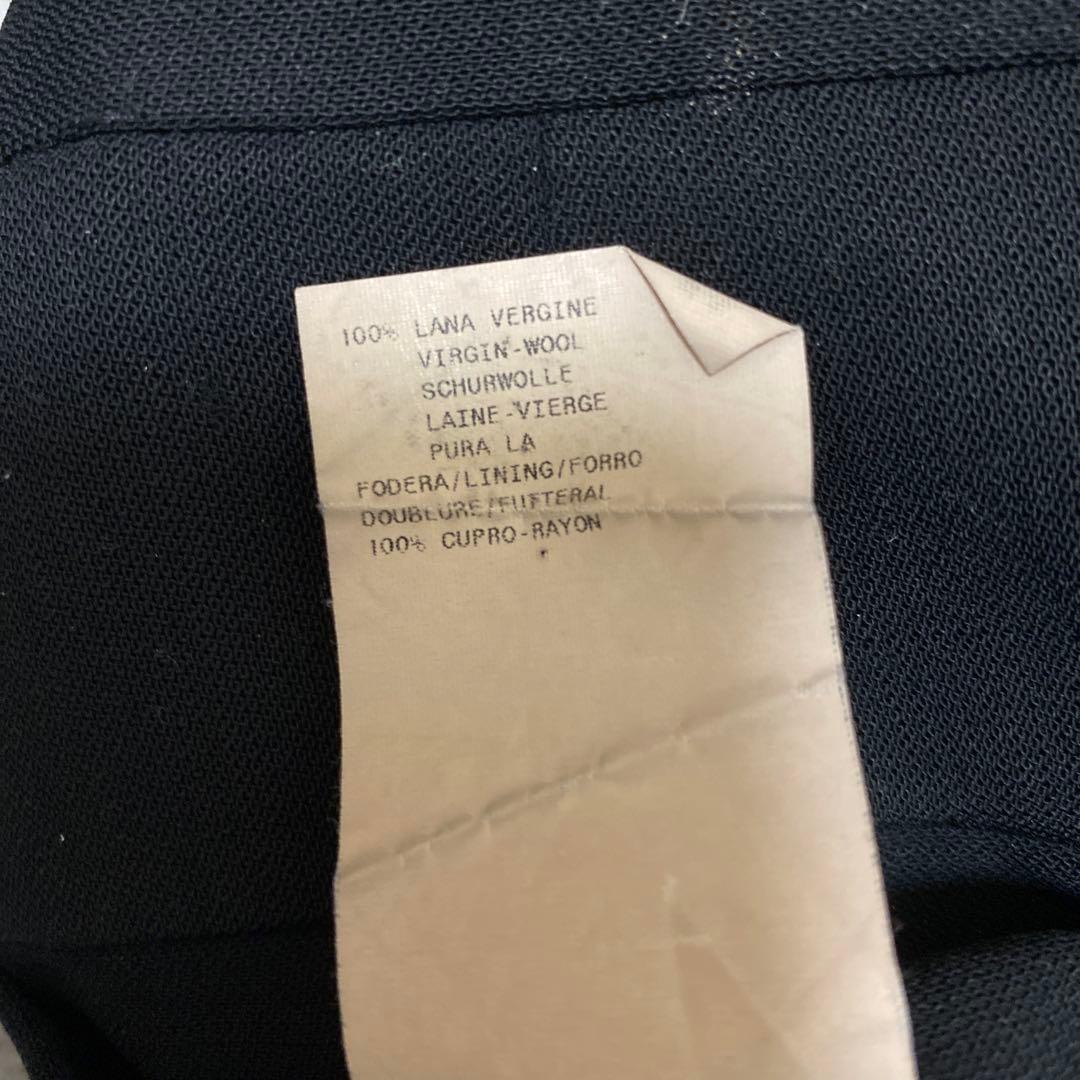 100% LANA VERGINE
VIRGIN-WOOL
SCHURWOLLE
LAINE-VIERGE
PURA LA
FODERA/LINING/FORRO
DOUBLURE/FUTTERAL
100% CUPRO-RAYON